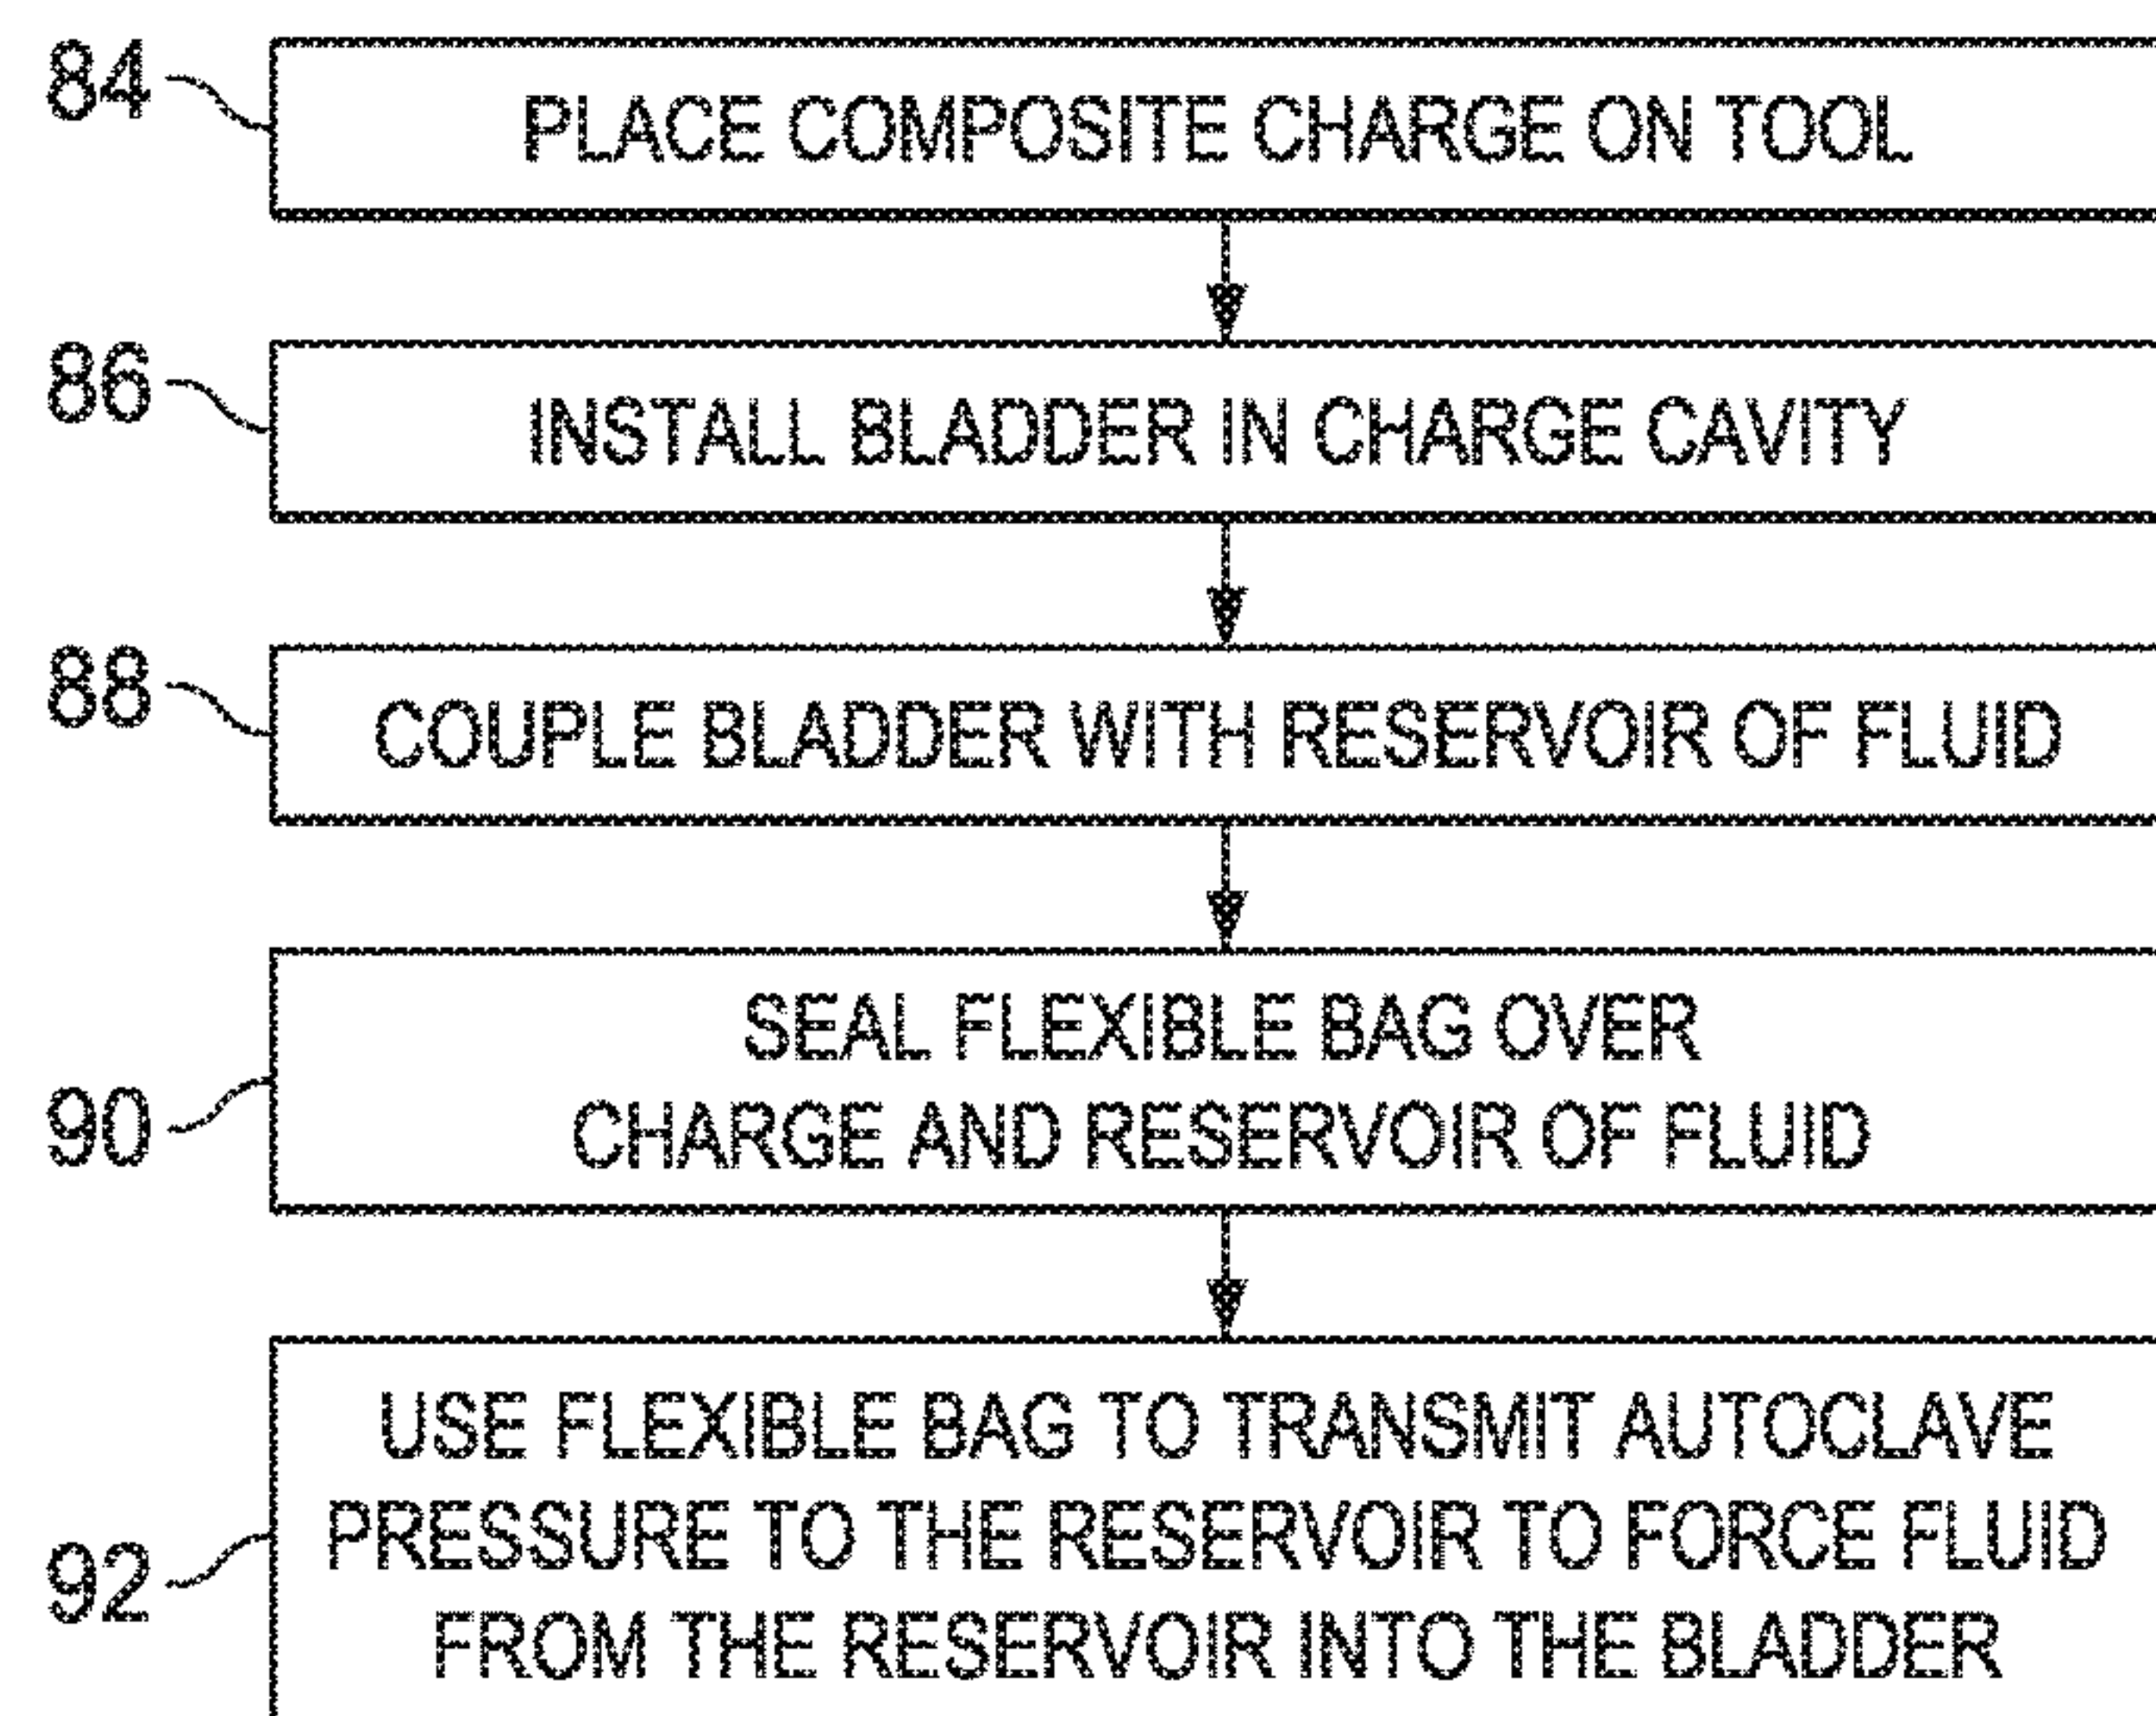 84
PLACE COMPOSITE CHARGE ON TOOL
86
INSTALL BLADDER IN CHARGE CAVITY
88
COUPLE BLADDER WITH RESERVOIR OF FLUID
90
SEAL FLEXIBLE BAG OVER
CHARGE AND RESERVOIR OF FLUID
92
USE FLEXIBLE BAG TO TRANSMIT AUTOCLAVE
PRESSURE TO THE RESERVOIR TO FORCE FLUID
FROM THE RESERVOIR INTO THE BLADDER